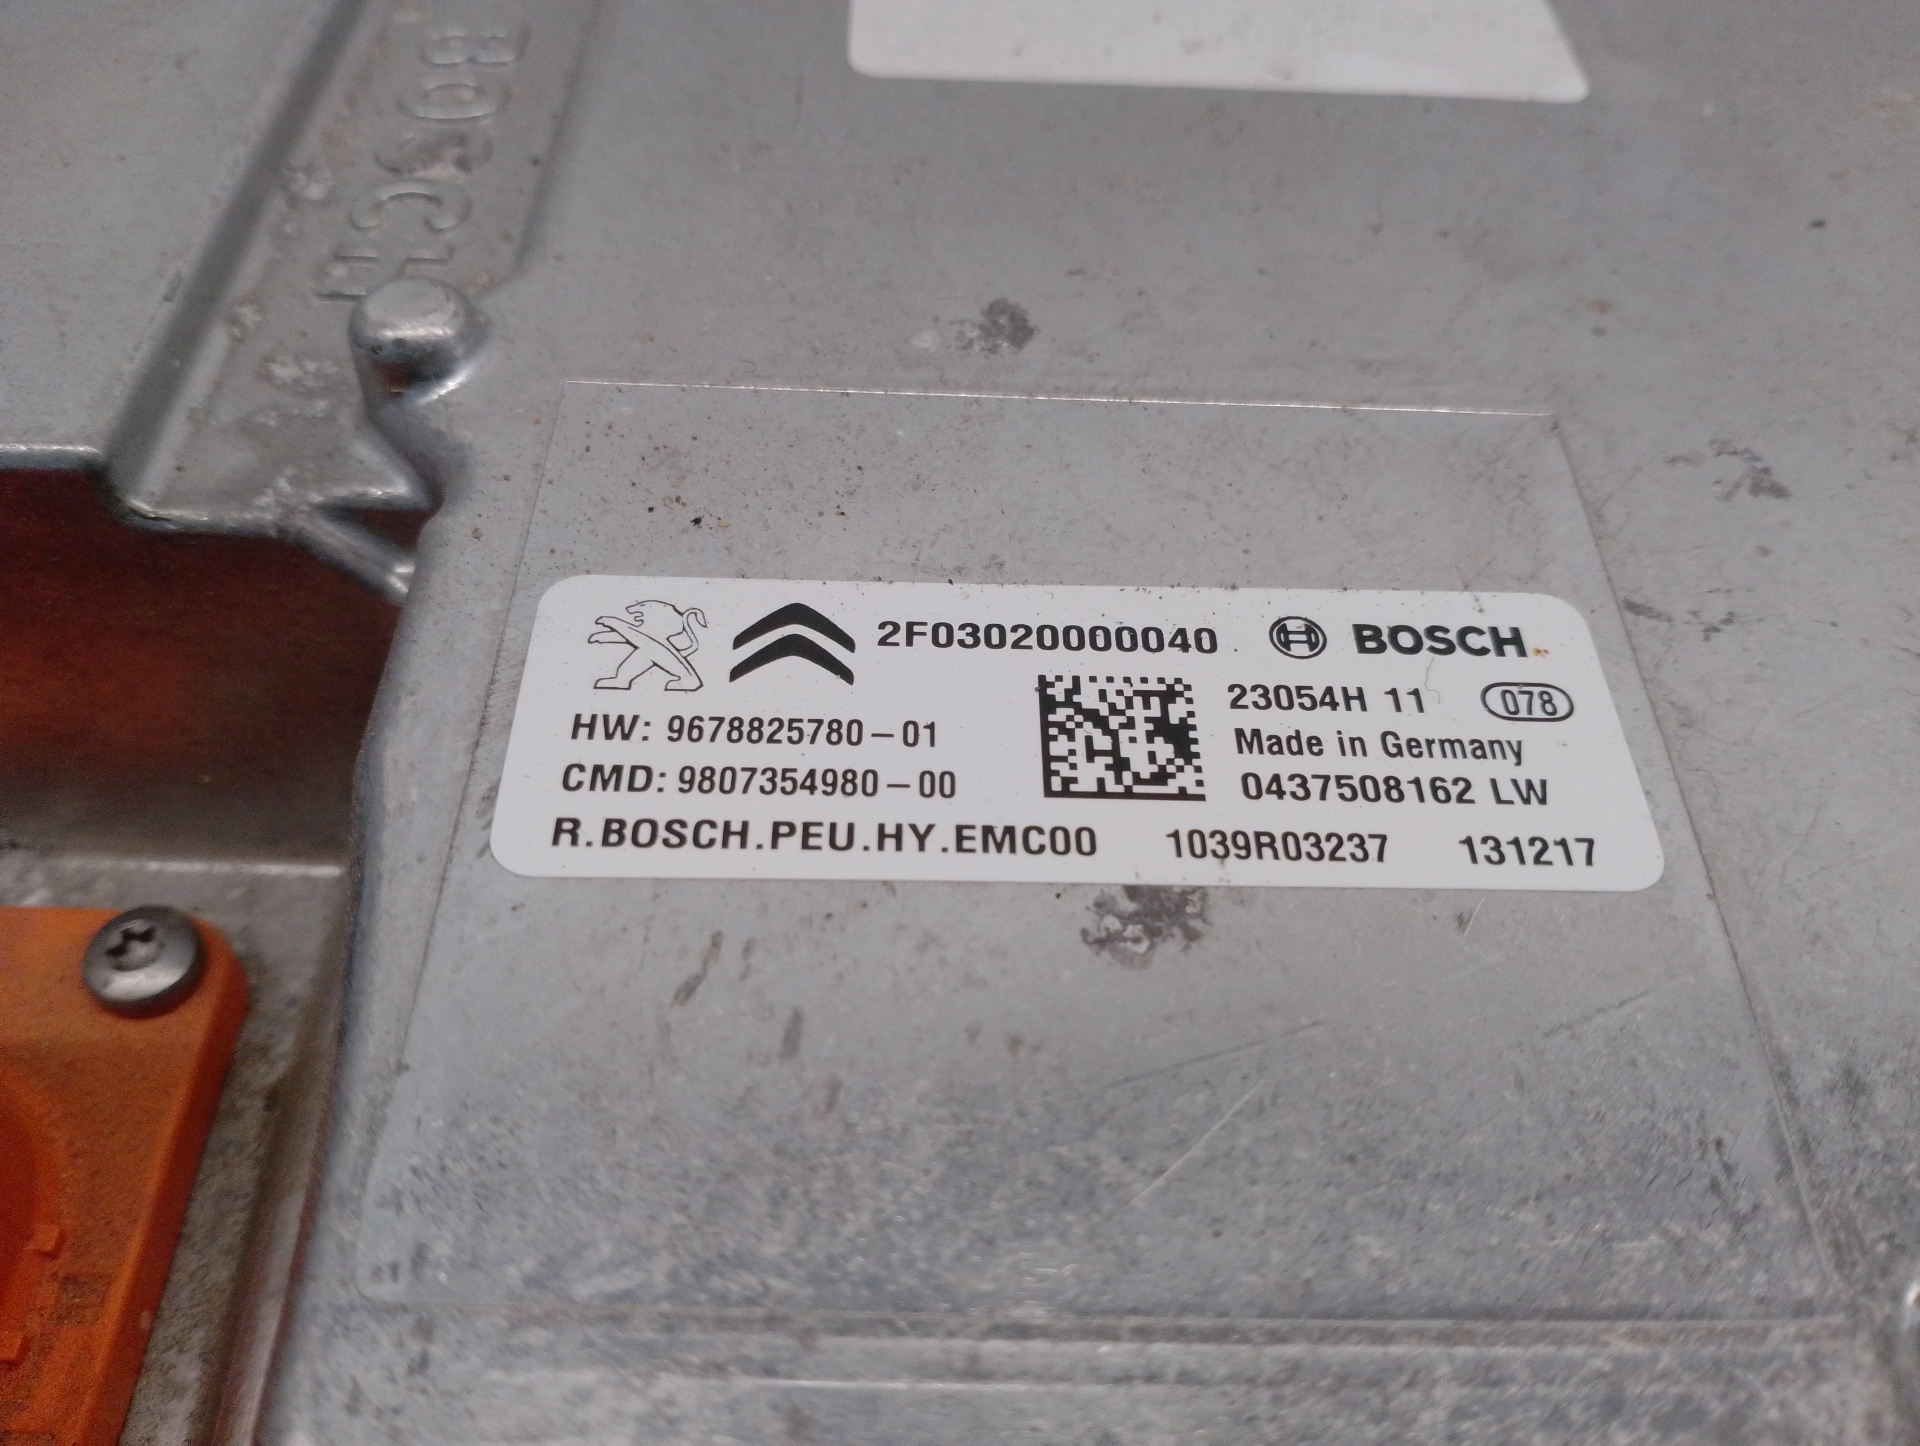 BOSCH
2F03020000040 BOSCH
23054H 11 078
HW: 9678825780-01 Made in Germany
CMD: 9807354980-00 0437508162 LW
R.BOSCH.PEU.HY.EMC00 1039R03237 131217